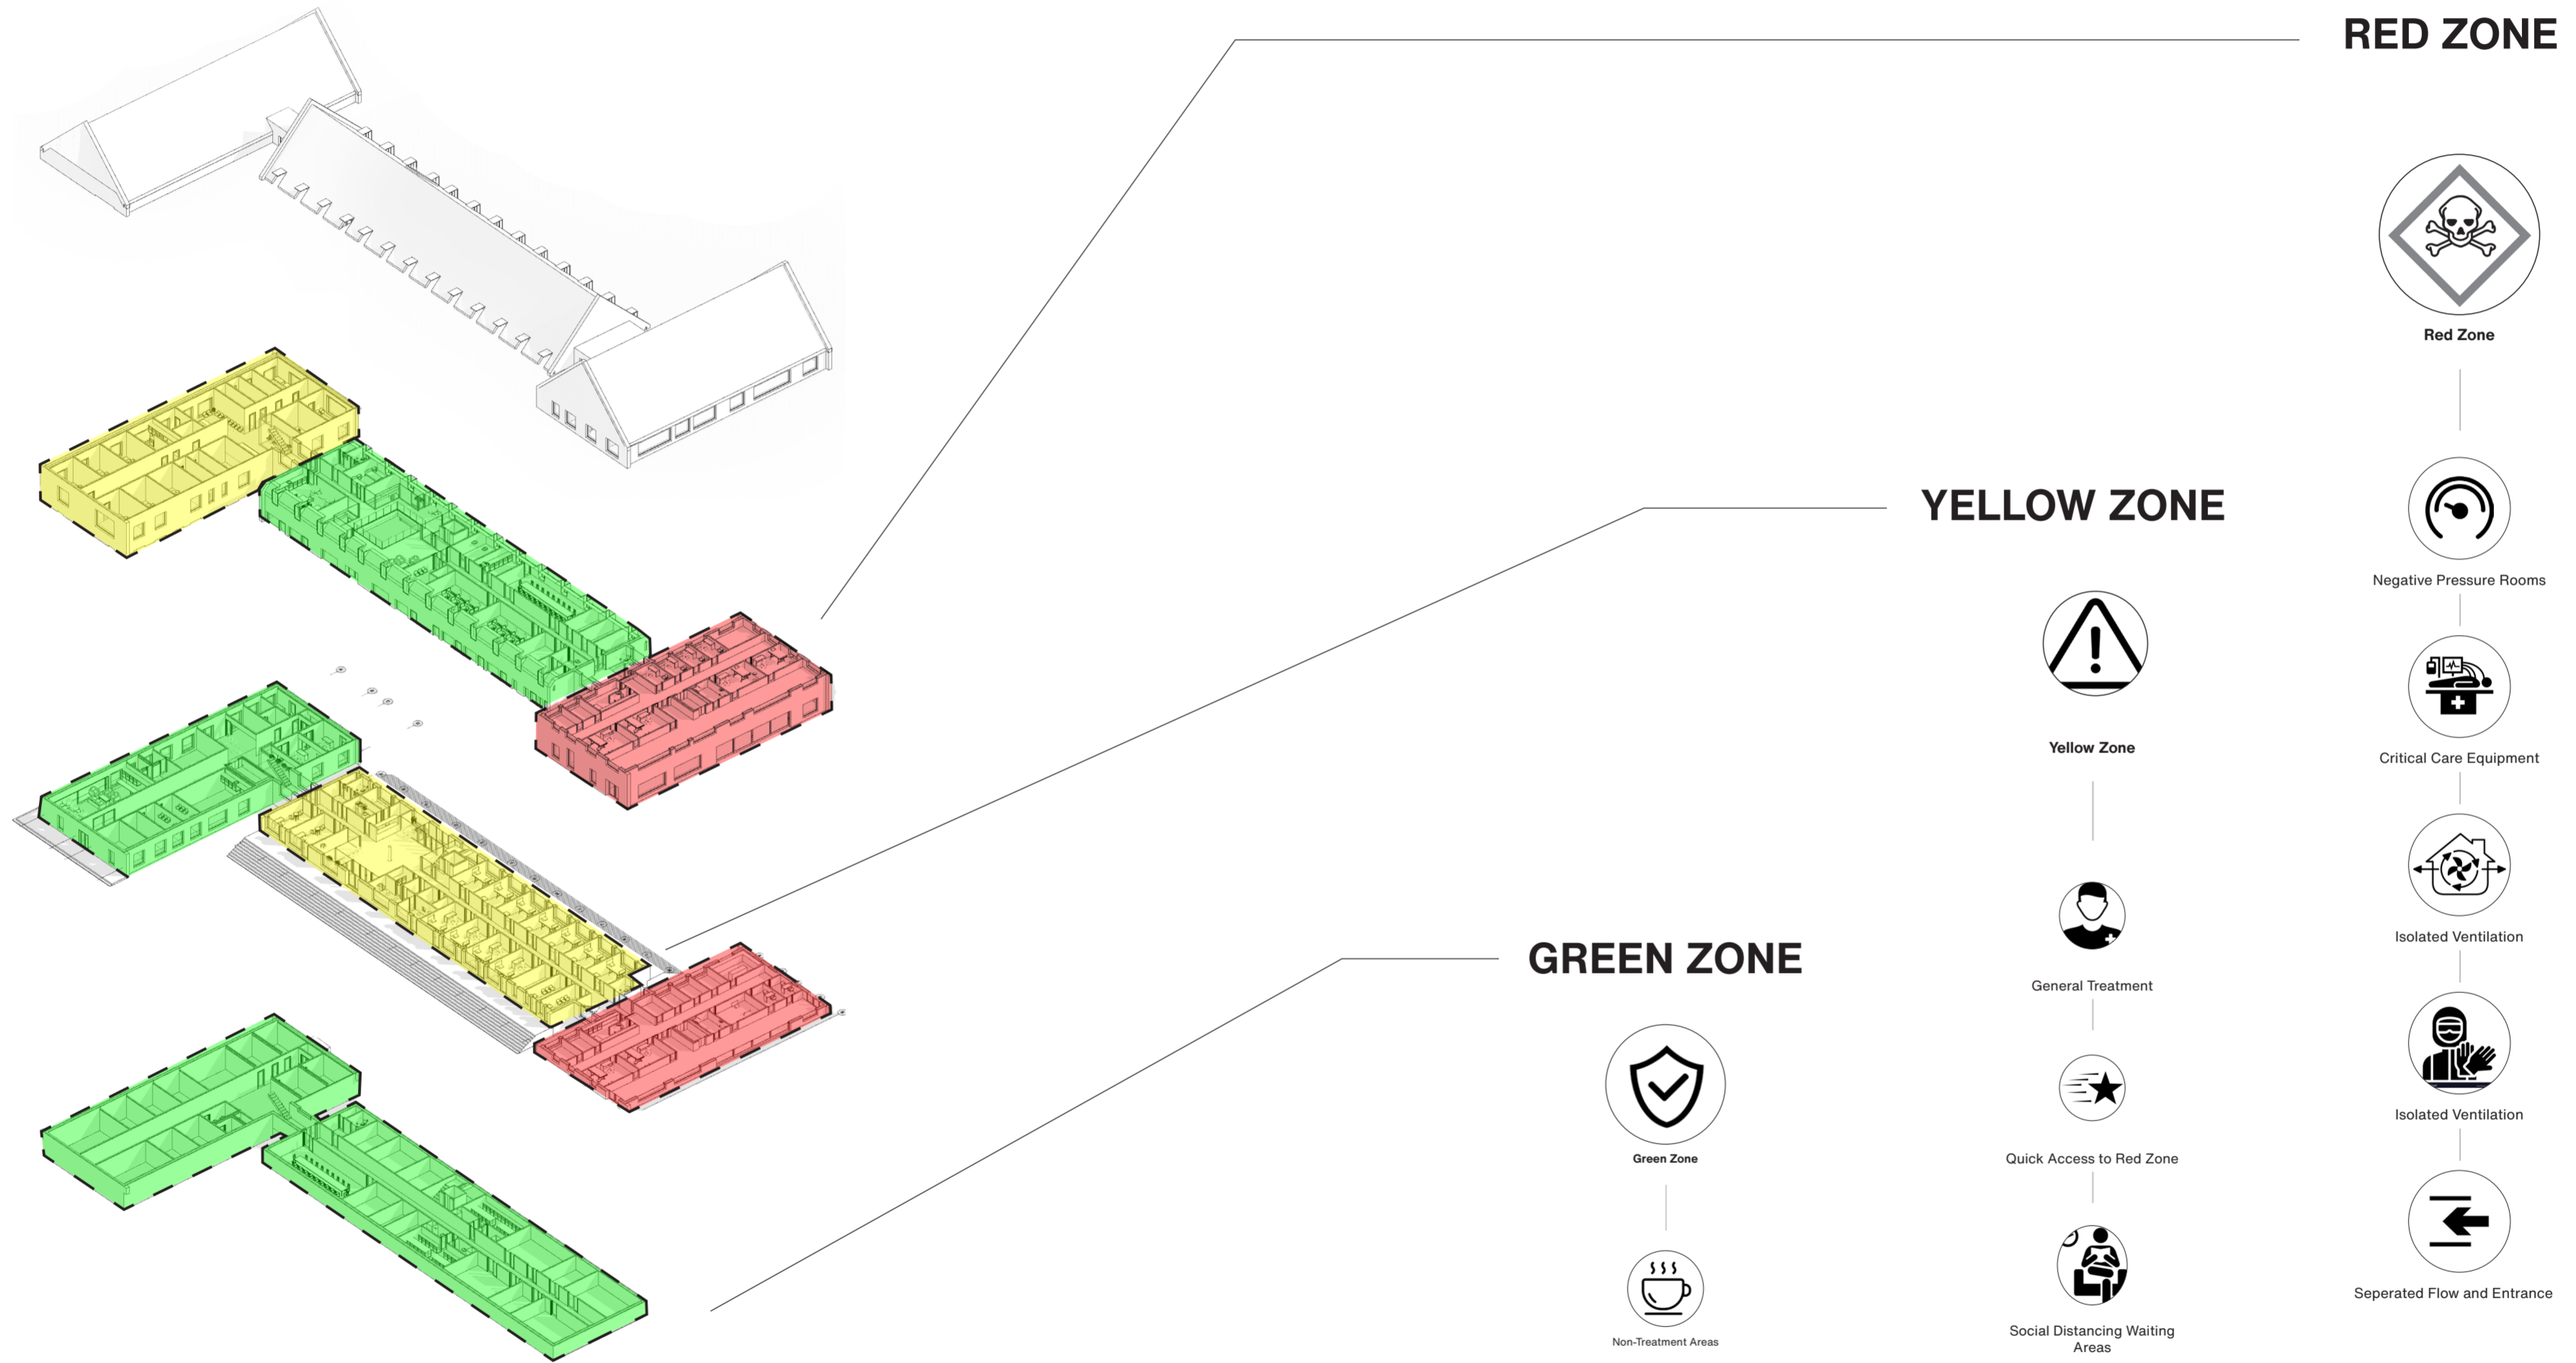 RED ZONE
Red Zone
Negative Pressure Rooms
Critical Care Equipment
Isolated Ventilation
Isolated Ventilation
Seperated Flow and Entrance
YELLOW ZONE
Yellow Zone
General Treatment
Quick Access to Red Zone
Social Distancing Waiting
Areas
GREEN ZONE
Green Zone
Non-Treatment Areas